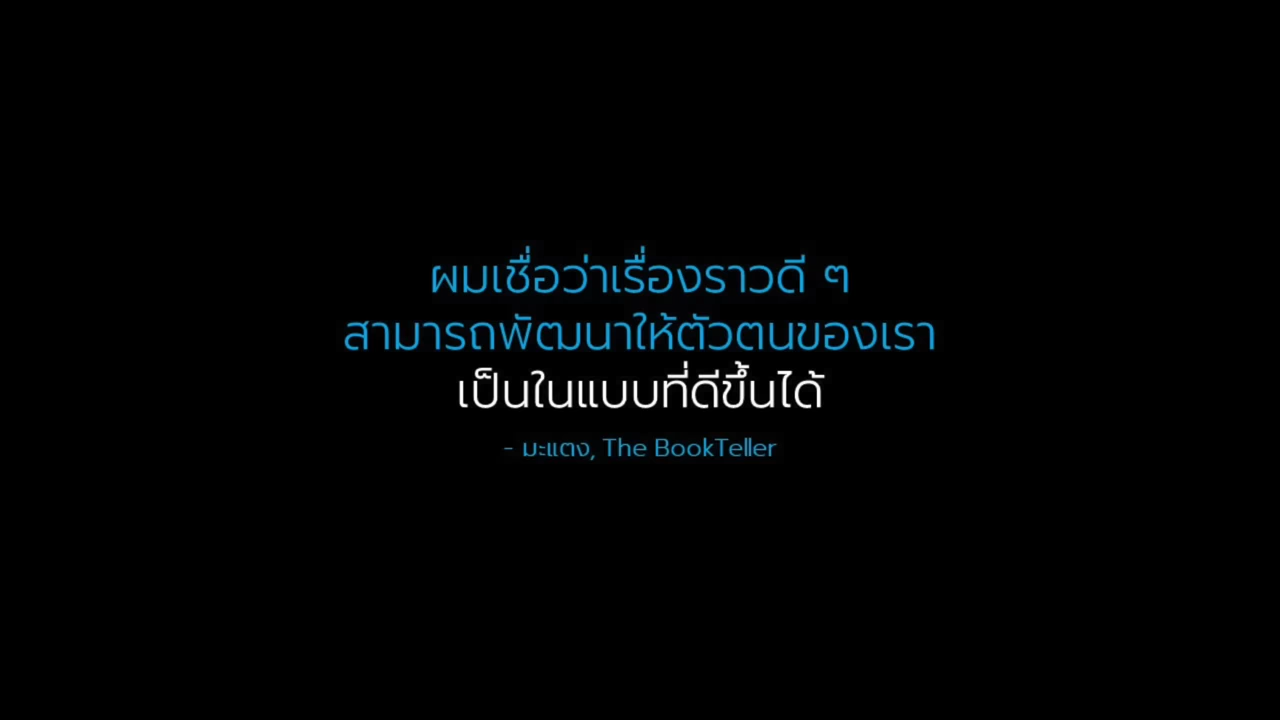 ผมเชื่อว่าเรื่องราวดี ๆ
สามารถพัฒนาให้ตัวตนของเรา
เป็นในแบบที่ดีขึ้นได้
- มะแตง, The BookTeller